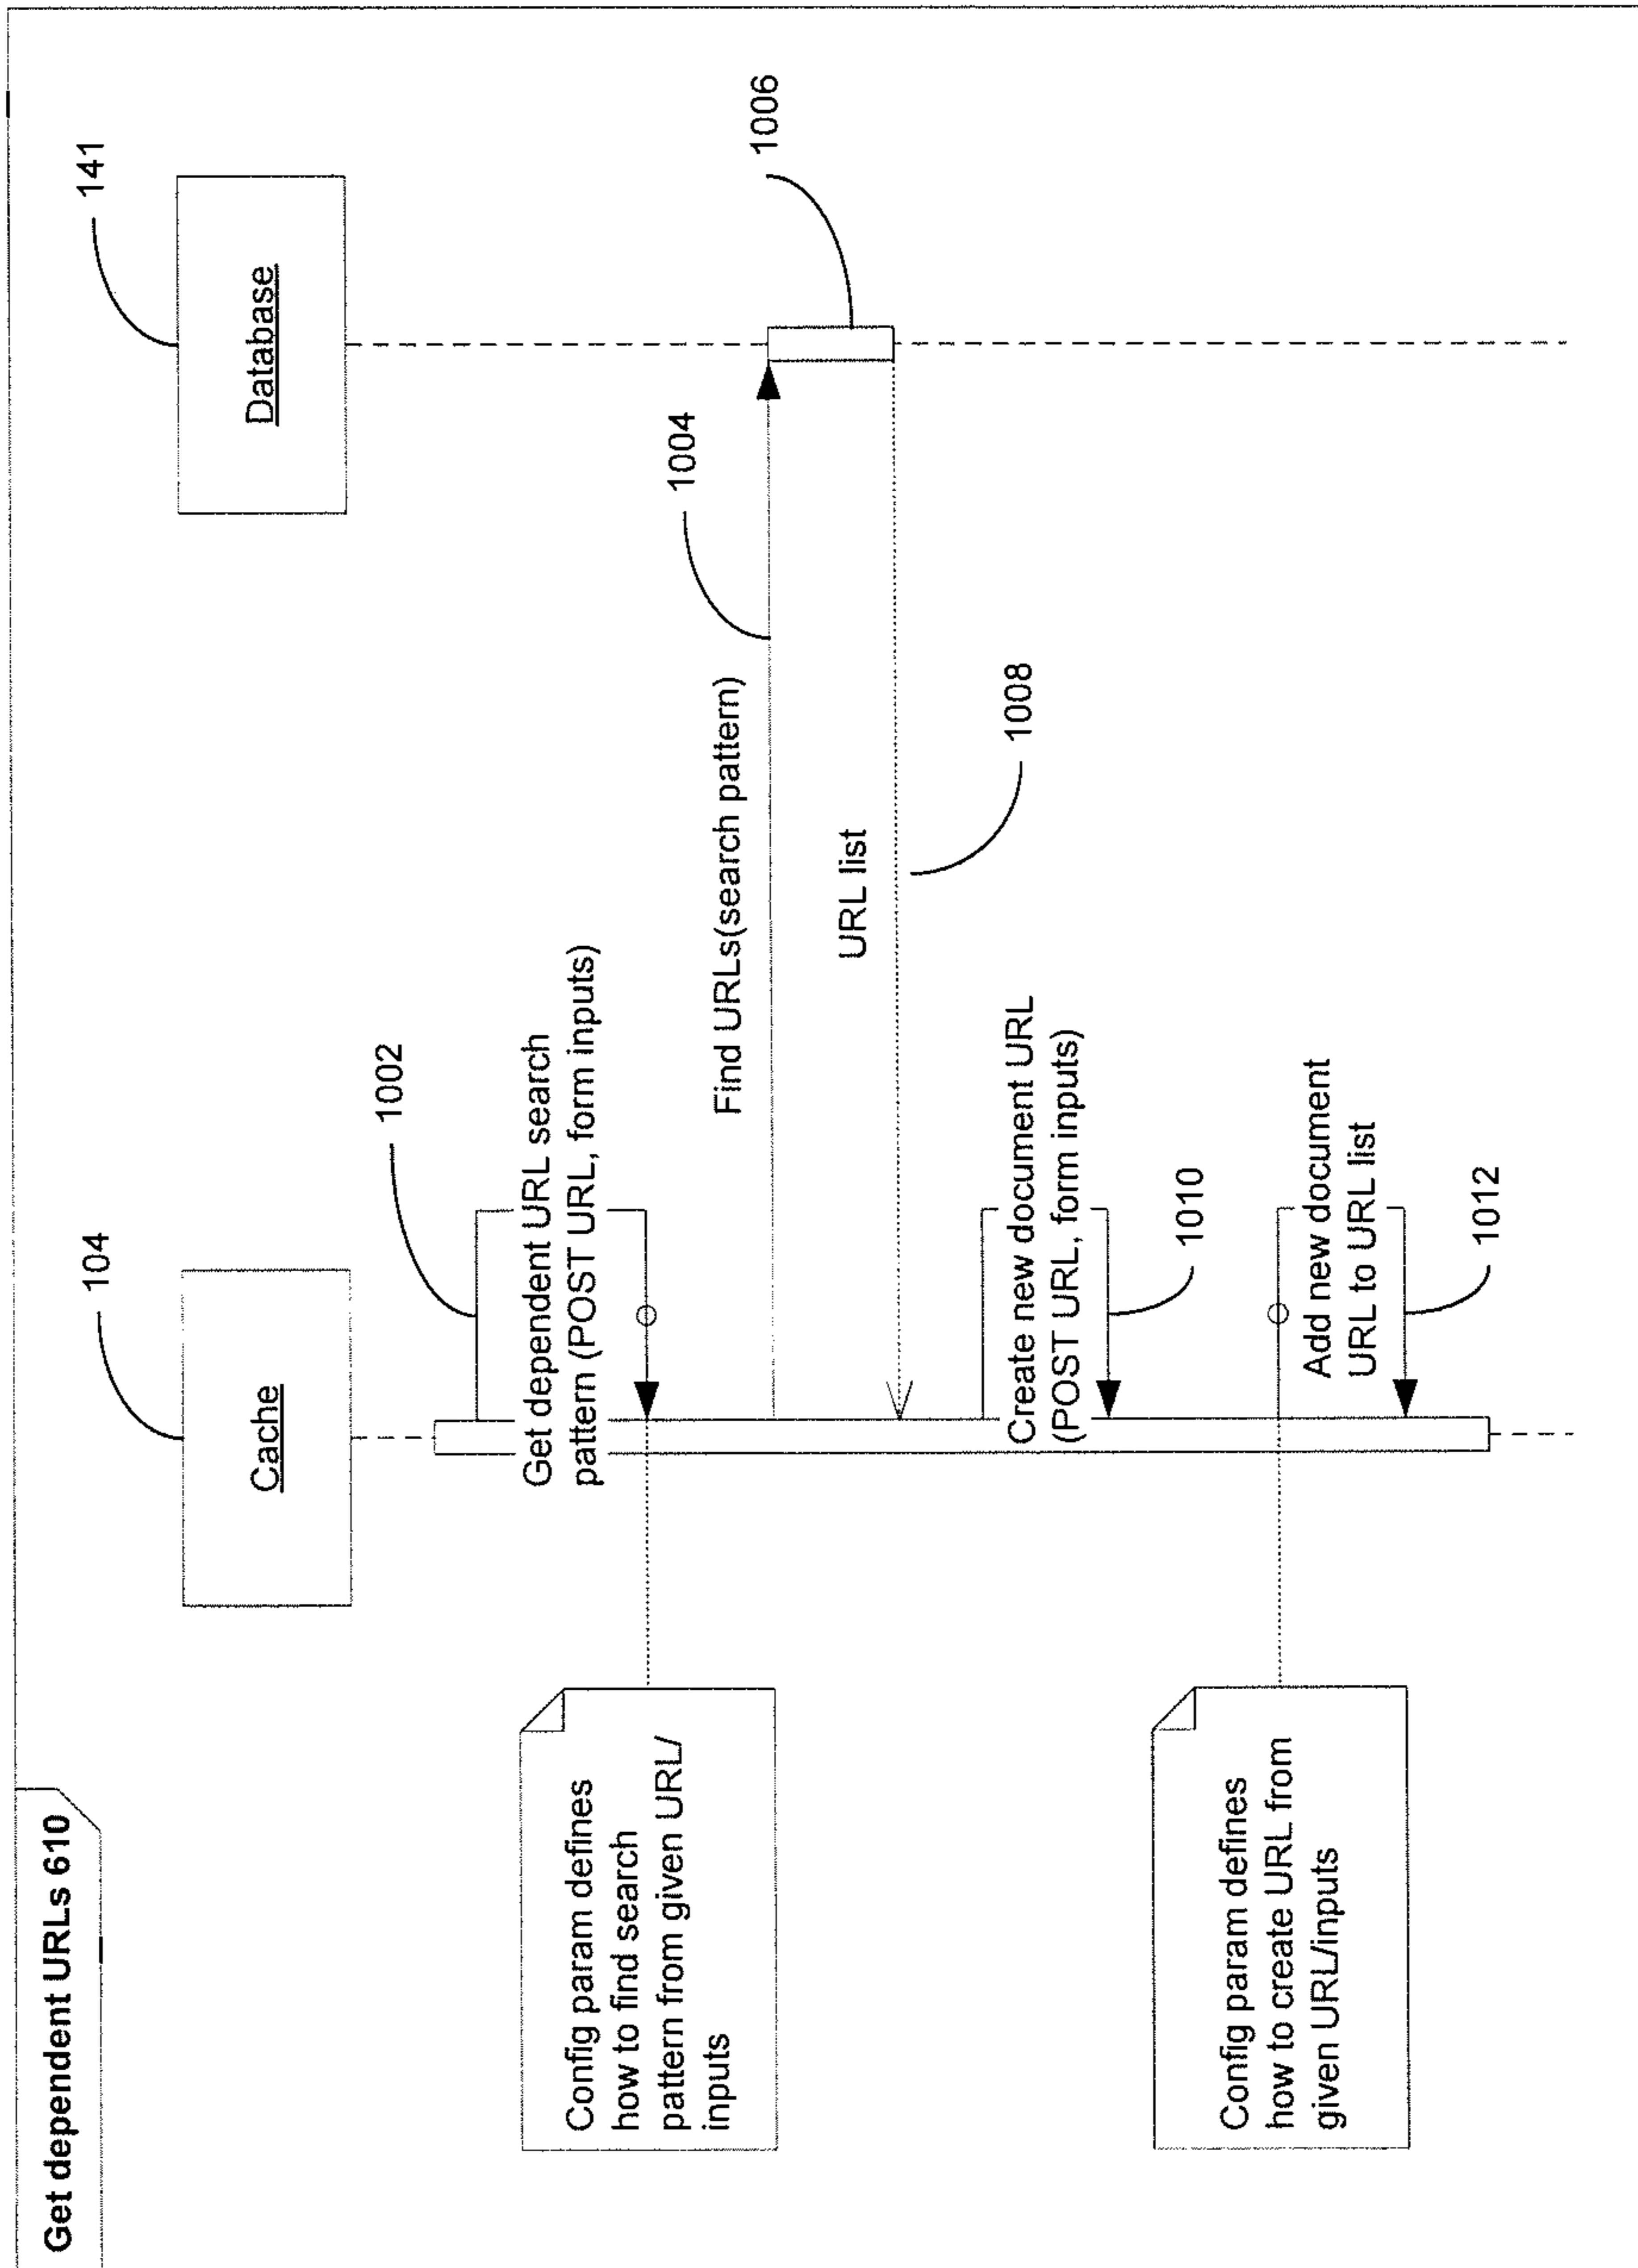 Get dependent URLs 610
104
141
Cache
Database
1002
Get dependent URL search
pattern (POST URL, form inputs)
Config param defines
how to find search
pattern from given URL/
inputs
Find URLs(search pattern)
1004
1006
URL list
1008
Create new document URL
(POST URL, form inputs)
1010
Config param defines
how to create URL from
given URL/inputs
Add new document
URL to URL list
1012